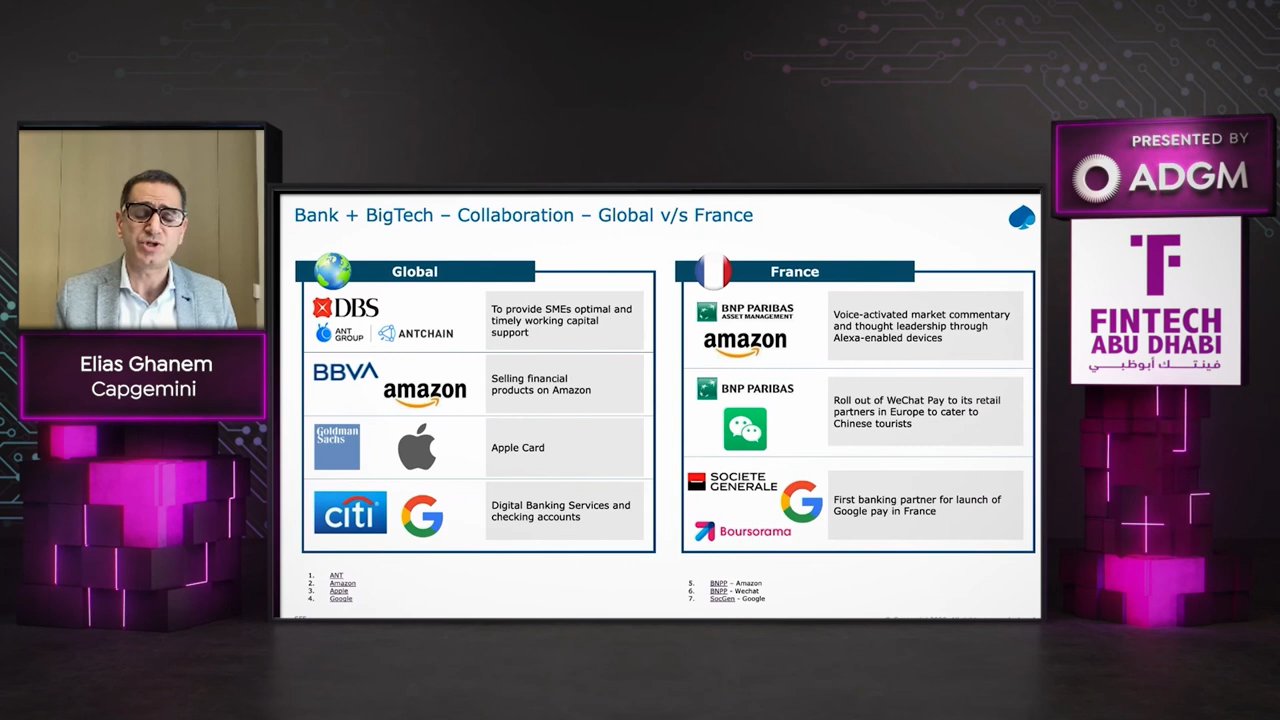 Elias Ghanem
Capgemini
Bank + BigTech – Collaboration – Global v/s France
Global
DBS
ANT
GROUP
ANTCHAIN
To provide SMEs optimal and
timely working capital
support
BBVA
amazon
Selling financial
products on Amazon
Goldman
Sachs
Apple Card
citi
G
Digital Banking Services and
checking accounts
1. ANT
2. Amazon
3. Apple
4. Google
France
BNP PARIBAS
ASSET MANAGEMENT
amazon
Voice-activated market commentary
and thought leadership through
Alexa-enabled devices
BNP PARIBAS
Roll out of WeChat Pay to its retail
partners in Europe to cater to
Chinese tourists
SOCIETE
GENERALE
G
Boursorama
First banking partner for launch of
Google pay in France
5. BNPP - Amazon
6. BNPP - Wechat
7. SocGen - Google
PRESENTED BY
ADGM
FINTECH
ABU DHABI
فينتك أبوظبي